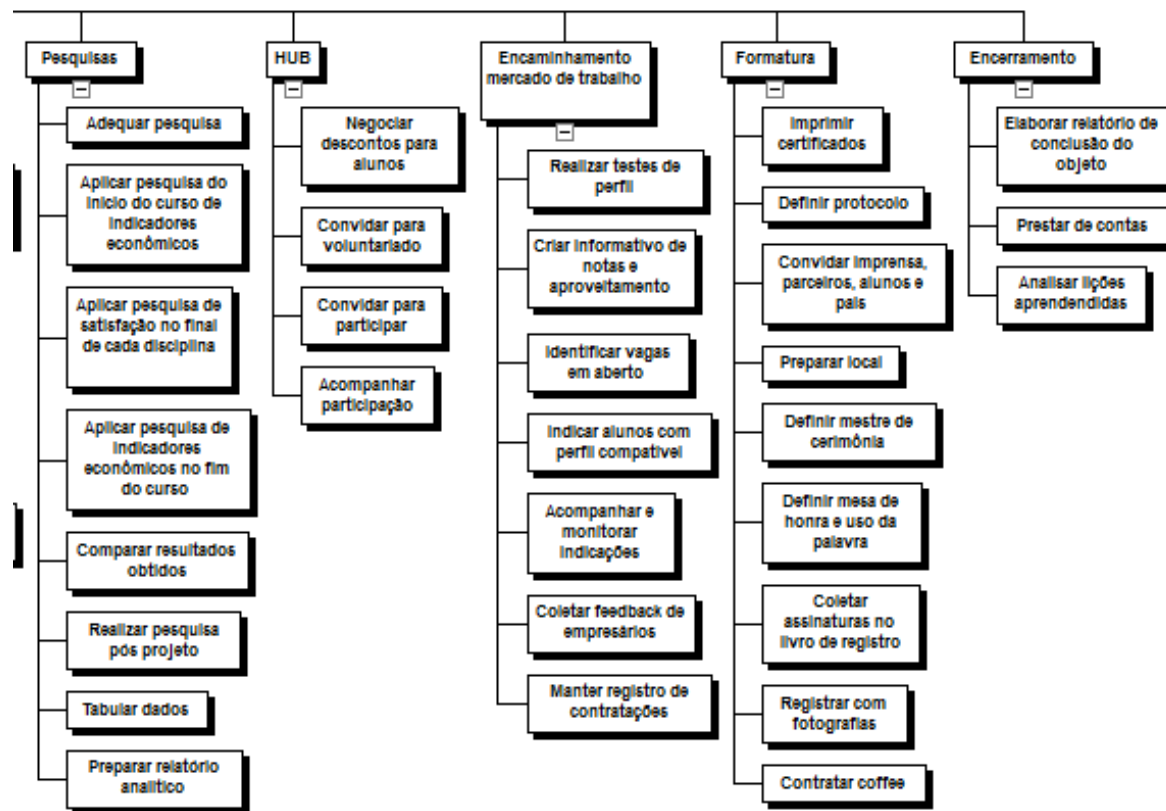 Pesquisas
Adequar pesquisa
Aplicar pesquisa do
início do curso de
indicadores
econômicos
Aplicar pesquisa de
satisfação no final
de cada disciplina
Aplicar pesquisa de
indicadores
econômicos no fim
do curso
Comparar resultados
obtidos
Realizar pesquisa
pós projeto
Tabular dados
Preparar relatório
analítico
HUB
Negociar
descontos para
alunos
Convidar para
voluntariado
Convidar para
participar
Acompanhar
participação
Encaminhamento
mercado de trabalho
Realizar testes de
perfil
Criar informativo de
notas e
aproveitamento
Identificar vagas
em aberto
Indicar alunos com
perfil compatível
Acompanhar e
monitorar
indicações
Coletar feedback de
empresários
Manter registro de
contratações
Formatura
Imprimir
certificados
Definir protocolo
Convidar imprensa,
parceiros, alunos e
pais
Preparar local
Definir mestre de
cerimônia
Definir mesa de
honra e uso da
palavra
Coletar
assinaturas no
livro de registro
Registrar com
fotografias
Contratar coffee
Encerramento
Elaborar relatório de
conclusão do
objeto
Prestar de contas
Analisar lições
aprendendidas